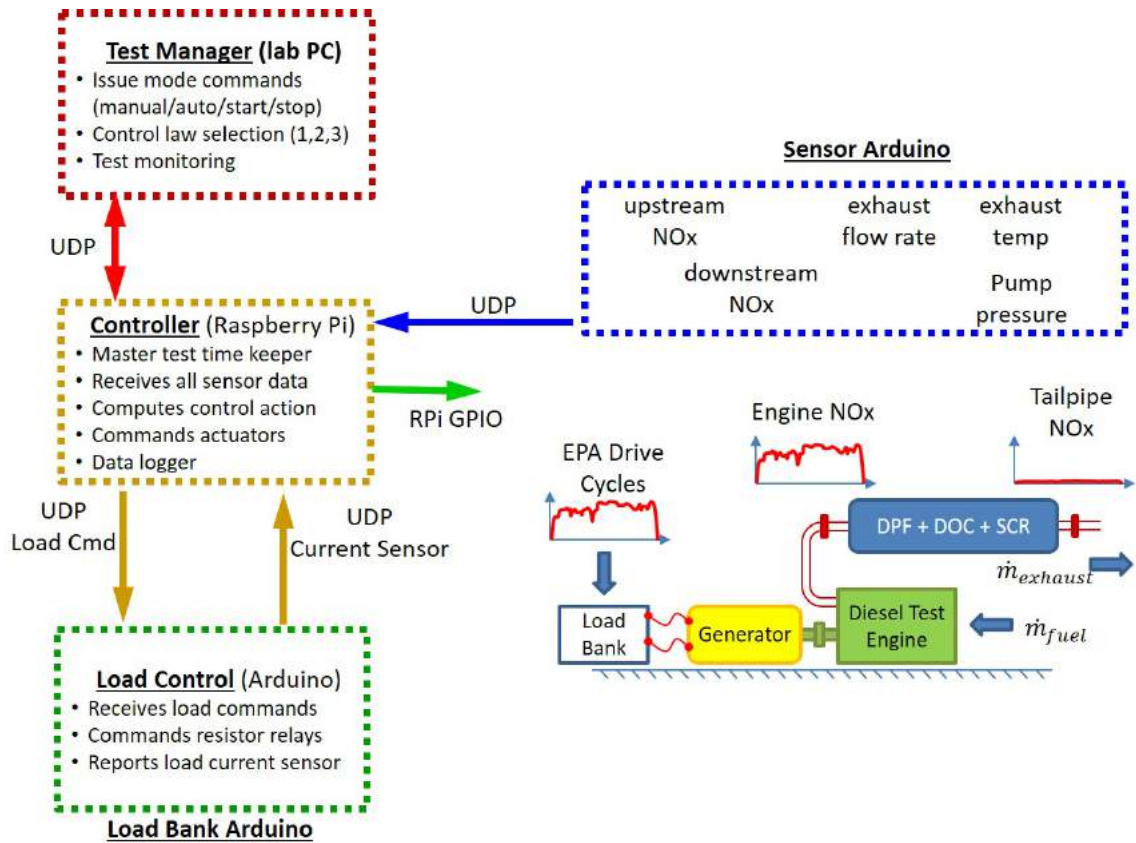 Test Manager (lab PC)
• Issue mode commands
(manual/auto/start/stop)
• Control law selection (1,2,3)
• Test monitoring
UDP
Sensor Arduino
upstream
NOx
exhaust
flow rate
exhaust
temp
downstream
NOx
Pump
pressure
UDP
Controller (Raspberry Pi)
• Master test time keeper
• Receives all sensor data
• Computes control action
• Commands actuators
• Data logger
RPi GPIO
UDP
Load Cmd
UDP
Current Sensor
Load Control (Arduino)
• Receives load commands
• Commands resistor relays
• Reports load current sensor
Load Bank Arduino
EPA Drive
Cycles
Engine NOx
Tailpipe
NOx
DPF + DOC + SCR
ṁexhaust
Load
Bank
Generator
Diesel Test
Engine
ṁfuel